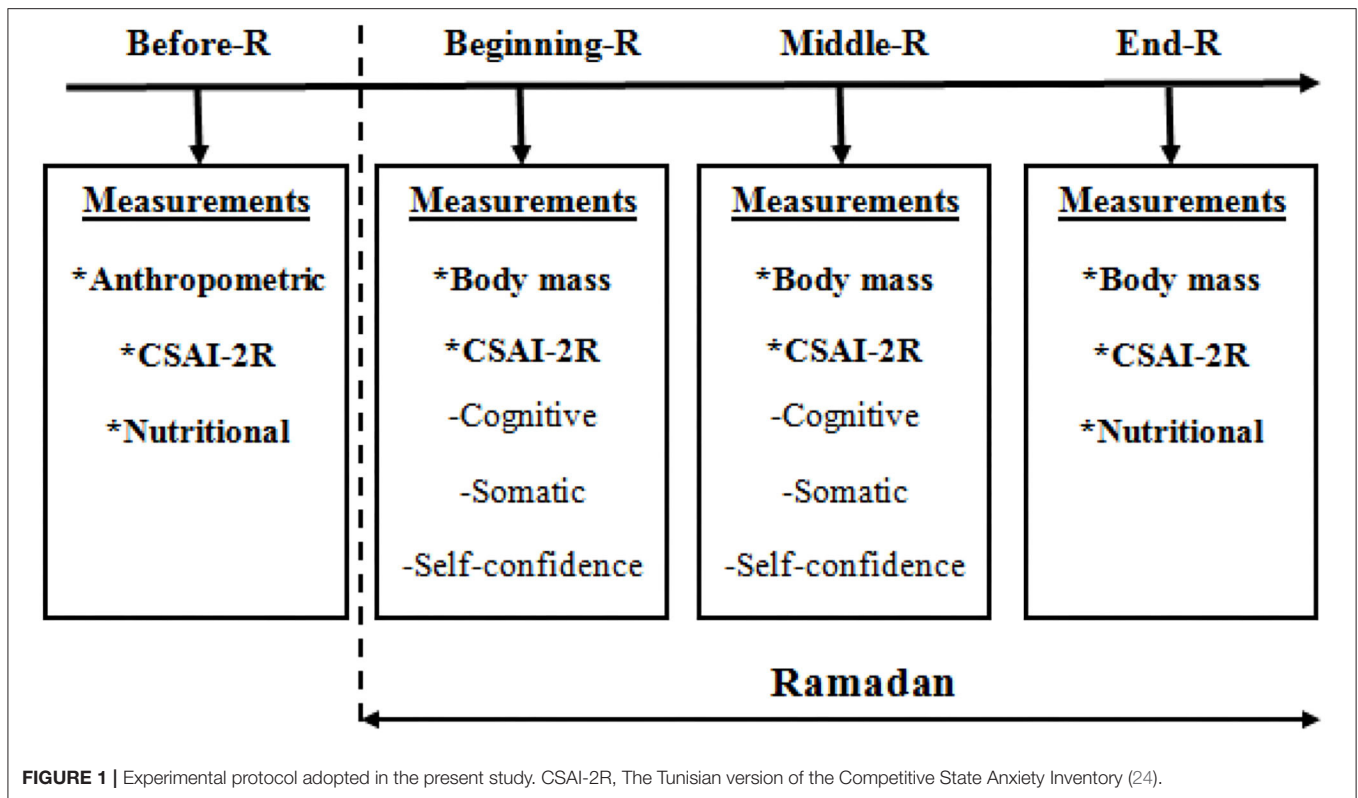 Before-R
Beginning-R
Middle-R
End-R
Measurements
*Anthropometric
*CSAI-2R
*Nutritional
Measurements
*Body mass
*CSAI-2R
-Cognitive
-Somatic
-Self-confidence
Measurements
*Body mass
*CSAI-2R
-Cognitive
-Somatic
-Self-confidence
Measurements
*Body mass
*CSAI-2R
*Nutritional
Ramadan
FIGURE 1 | Experimental protocol adopted in the present study. CSAI-2R, The Tunisian version of the Competitive State Anxiety Inventory (24).